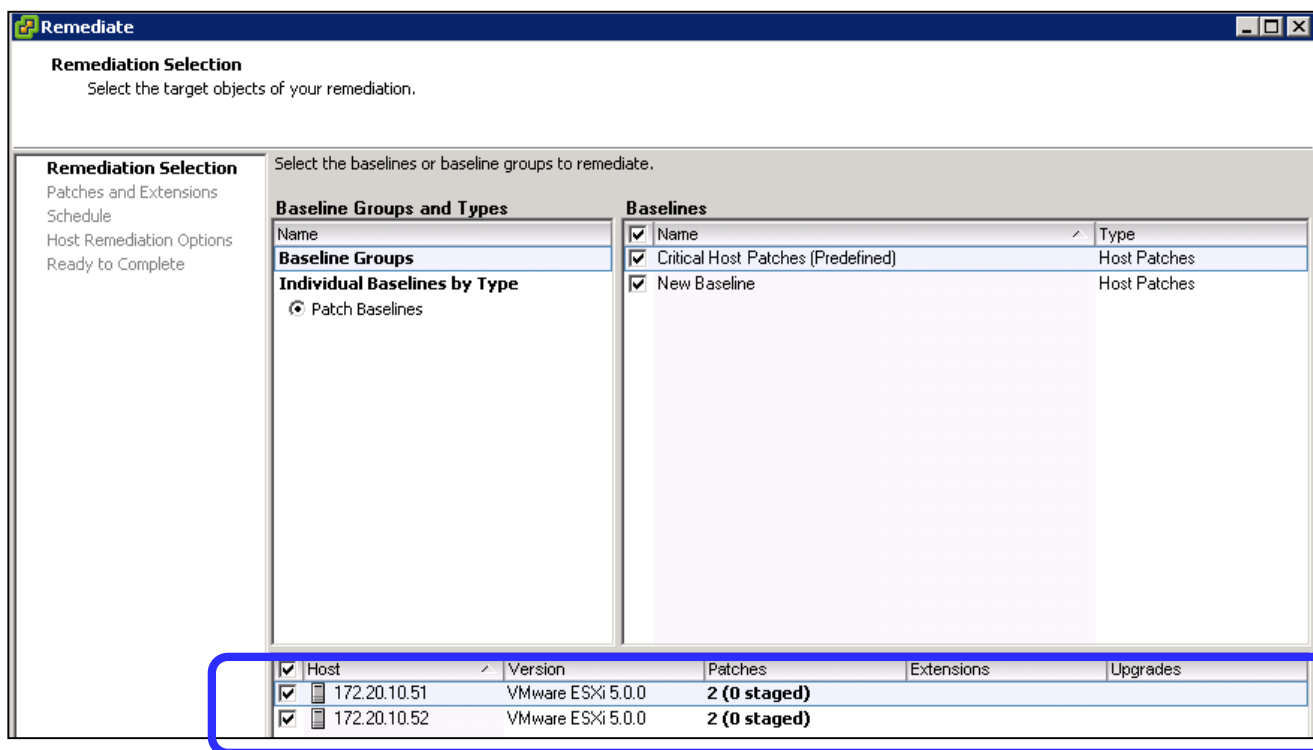 Remediate
Remediation Selection
Select the target objects of your remediation.
Remediation Selection
Patches and Extensions
Schedule
Host Remediation Options
Ready to Complete
Select the baselines or baseline groups to remediate.
Baseline Groups and Types
Name
Baseline Groups
Individual Baselines by Type
Patch Baselines
Baselines
Name Type
Critical Host Patches (Predefined) Host Patches
New Baseline Host Patches
Host Version Patches Extensions Upgrades
172.20.10.51 VMware ESXi 5.0.0 2 (0 staged)
172.20.10.52 VMware ESXi 5.0.0 2 (0 staged)